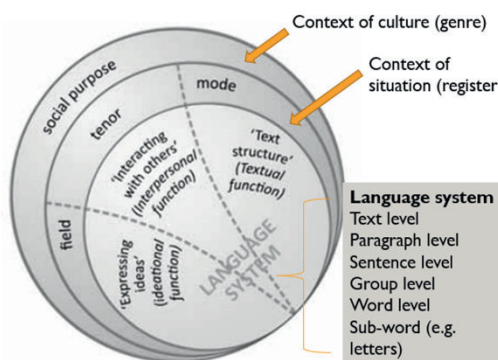 Context of culture (genre)
Context of
situation (register
social purpose
tenor
mode
field
'Interacting
with others'
(Interpersonal
function)
'Text
structure'
(Textual
function)
'Expressing
ideas'
(ideational
function)
LANGUAGE
SYSTEM
Language system
Text level
Paragraph level
Sentence level
Group level
Word level
Sub-word (e.g.
letters)